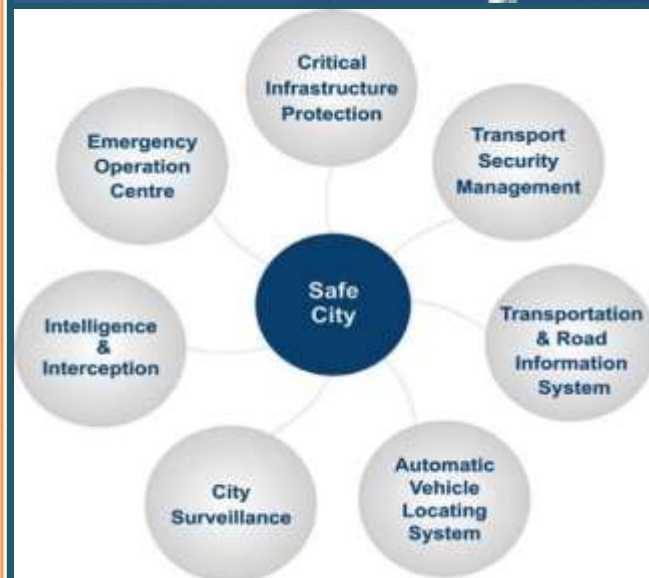 Critical
Infrastructure
Protection
Transport
Security
Management
Transportation
& Road
Information
System
Automatic
Vehicle
Locating
System
City
Surveillance
Intelligence
&
Interception
Emergency
Operation
Centre
Safe
City